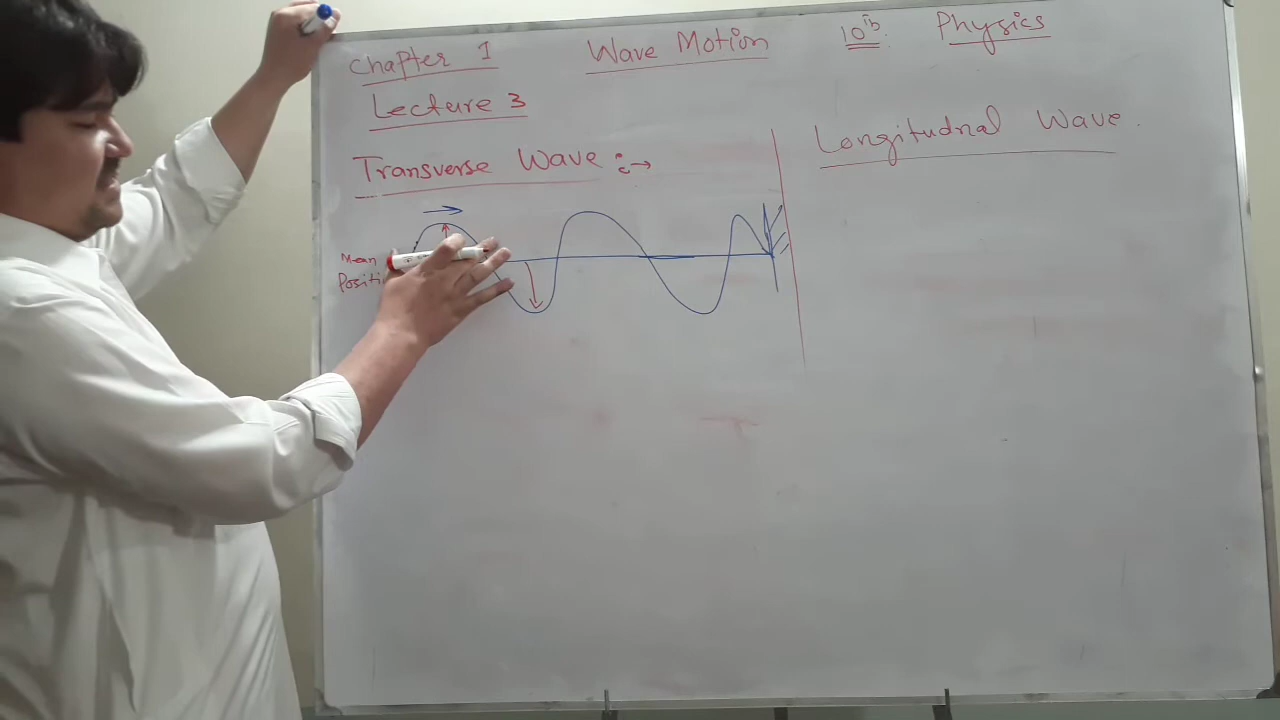 Chapter 1 Wave Motion 10th Physics
Lecture 3
Transverse Wave :→
Longitudnal Wave.
Mean
Positi